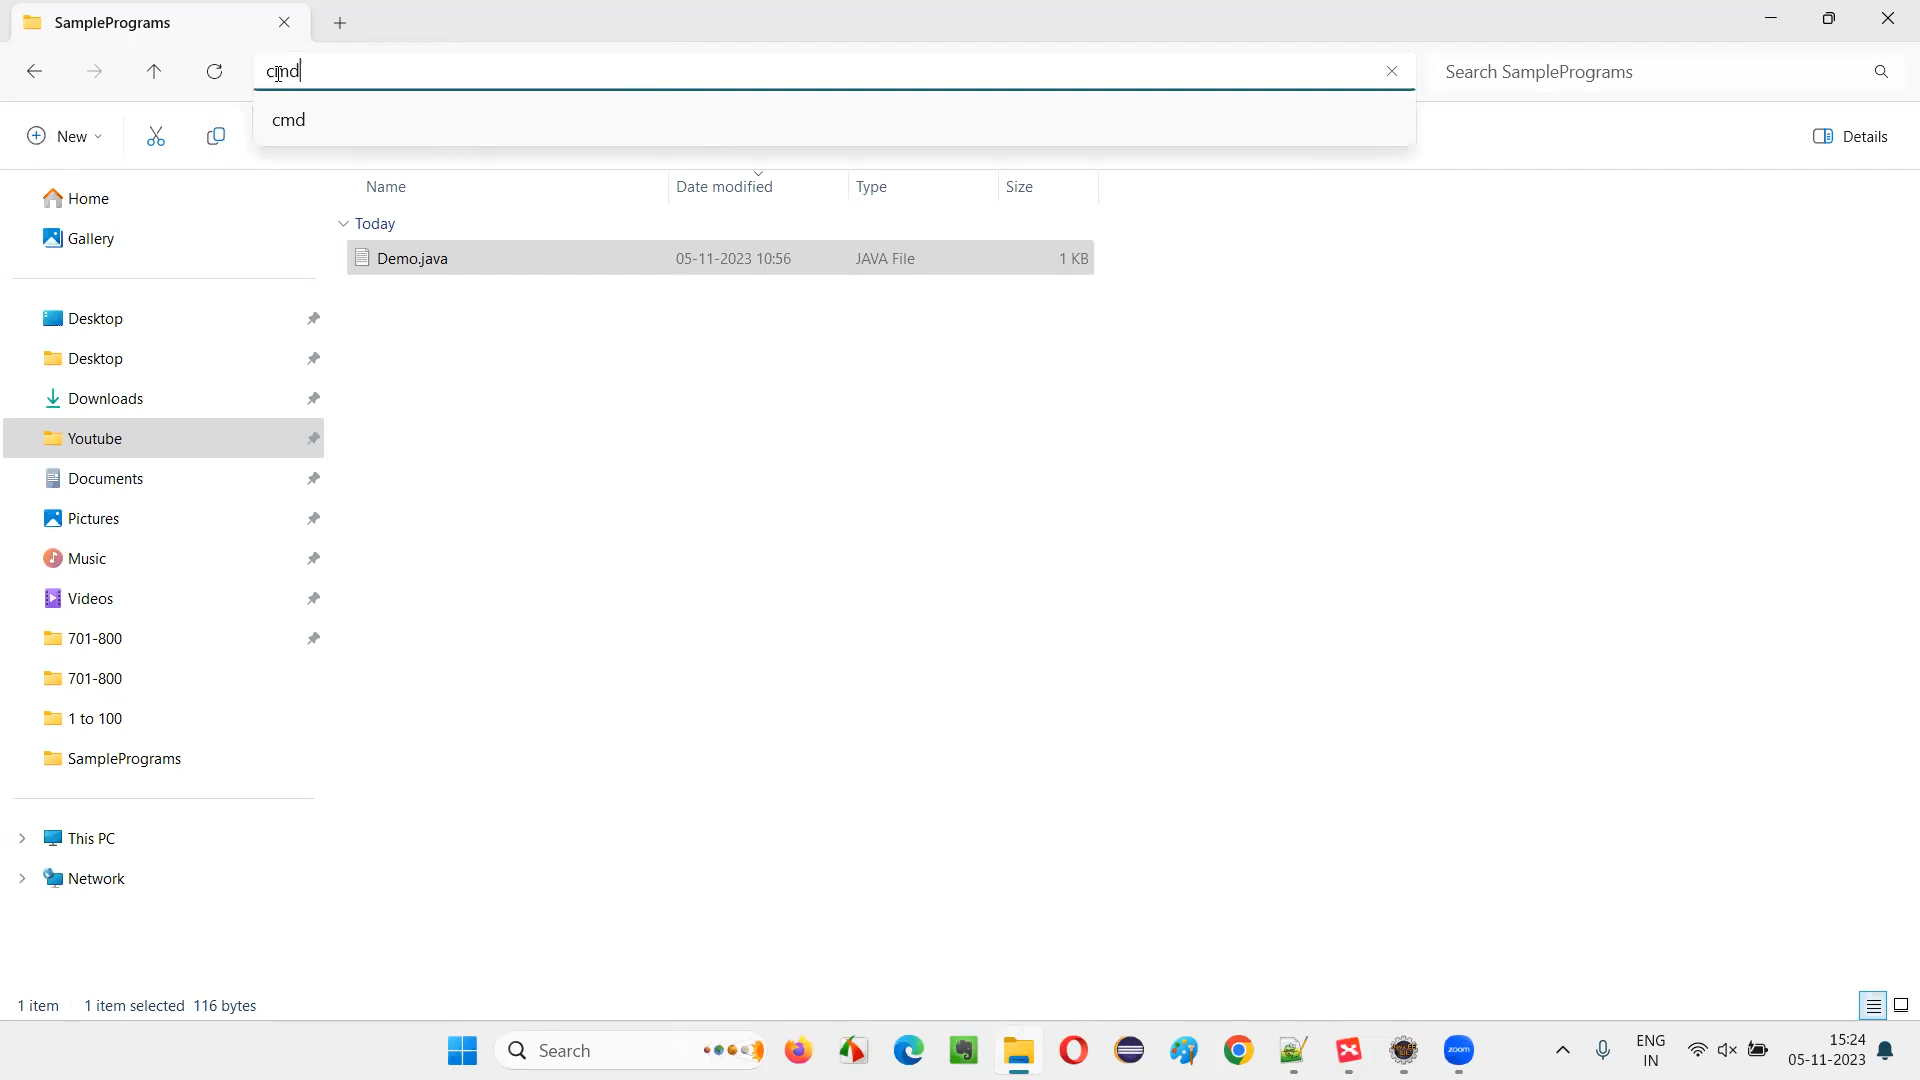 SamplePrograms
cmd
Search SamplePrograms
cmd
New
Details
Name
Date modified
Type
Size
Today
Demo.java
05-11-2023 10:56
JAVA File
1 KB
Home
Gallery
Desktop
Desktop
Downloads
Youtube
Documents
Pictures
Music
Videos
701-800
701-800
1 to 100
SamplePrograms
This PC
Network
1 item
1 item selected 116 bytes
Search
zoom
ENG
IN
15:24
05-11-2023